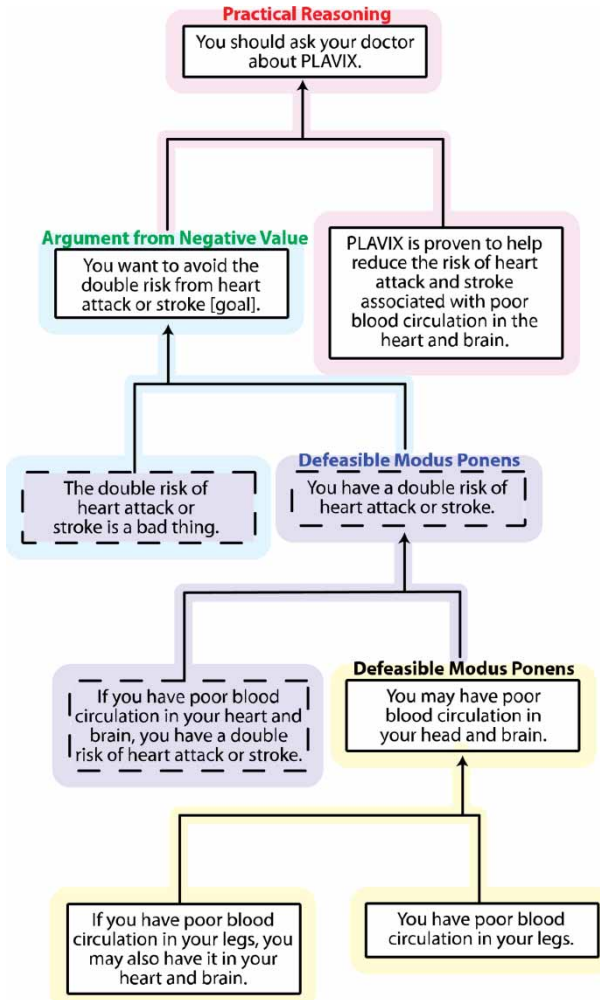 Practical Reasoning
You should ask your doctor
about PLAVIX.
Argument from Negative Value
You want to avoid the
double risk from heart
attack or stroke [goal].
PLAVIX is proven to help
reduce the risk of heart
attack and stroke
associated with poor
blood circulation in the
heart and brain.
The double risk of
heart attack or
stroke is a bad thing.
Defeasible Modus Ponens
You have a double risk of
heart attack or stroke.
If you have poor blood
circulation in your heart and
brain, you have a double
risk of heart attack or stroke.
Defeasible Modus Ponens
You may have poor
blood circulation in
your head and brain.
If you have poor blood
circulation in your legs, you
may also have it in your
heart and brain.
You have poor blood
circulation in your legs.